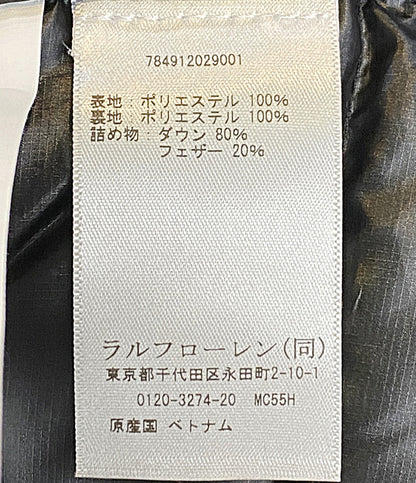 784912029001
表地：ポリエステル 100%
裏地：ポリエステル 100%
詰め物：ダウン 80%
フェザー 20%
ラルフローレン(同)
東京都千代田区永田町2-10-1
0120-3274-20 MC55H
原産国 ベトナム